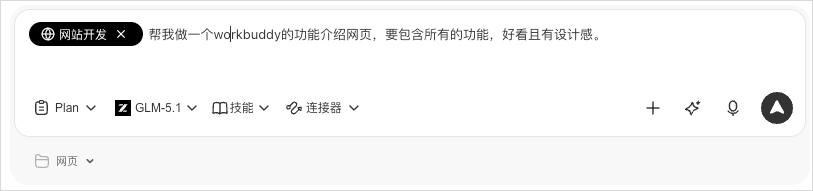 网站开发 帮我做一个workbuddy的功能介绍网页，要包含所有的功能，好看且有设计感。
Plan GLM-5.1 技能 连接器
网页